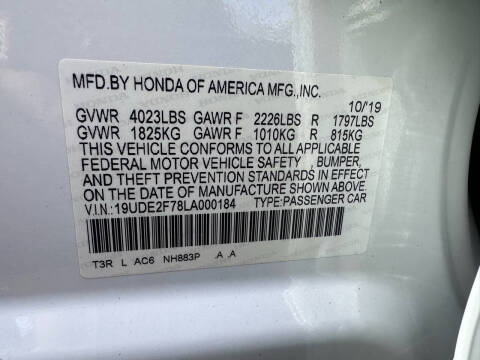 MFD.BY HONDA OF AMERICA MFG.,INC.
10/'19
GVWR 4023LBS GAWR F 2226LBS R 1797LBS
GVWR 1825KG GAWR F 1010KG R 815KG
THIS VEHICLE CONFORMS TO ALL APPLICABLE
FEDERAL MOTOR VEHICLE SAFETY , BUMPER,
AND THEFT PREVENTION STANDARDS IN EFFECT
ON THE DATE OF MANUFACTURE SHOWN ABOVE.
V.I.N.:19UDE2F78LA000184 TYPE:PASSENGER CAR
T3R L AC6 NH883P A A